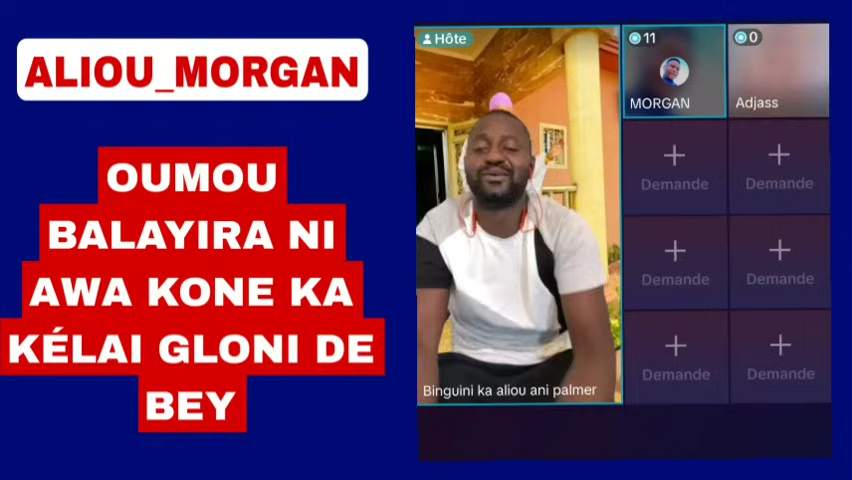 ALIOU_MORGAN
OUMOU
BALAYIRA NI
AWA KONE KA
KÉLAI GLONI DE
BEY
Hôte
Binguini ka aliou ani palmer
11
MORGAN
0
Adjass
Demande
Demande
Demande
Demande
Demande
Demande